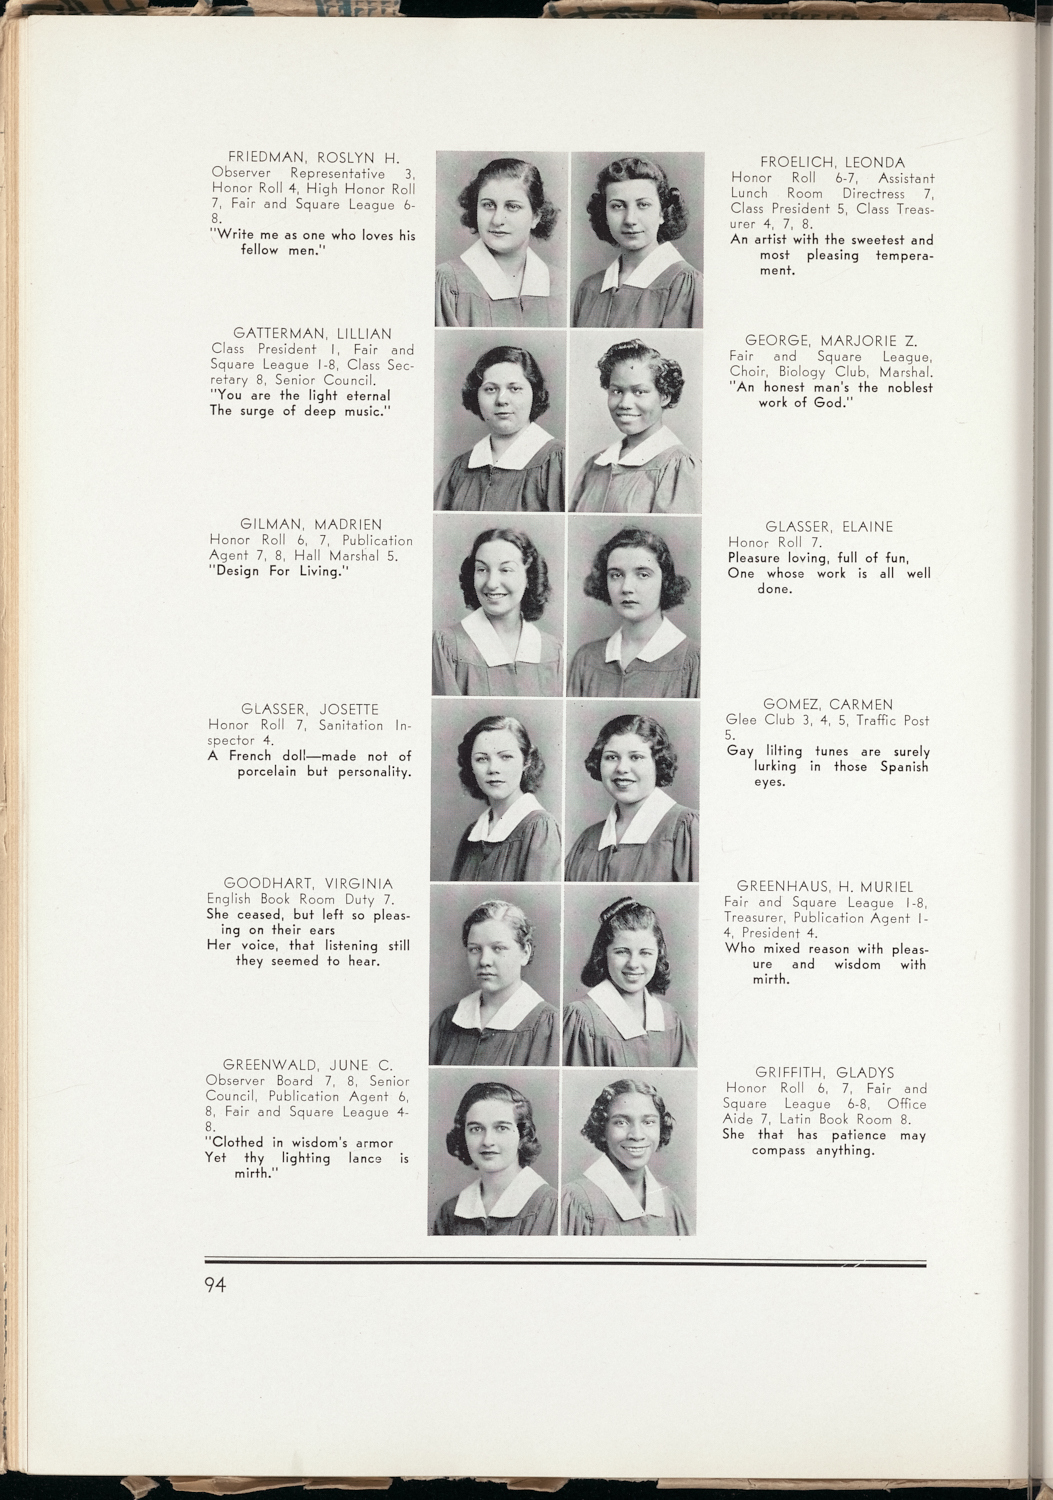 FRIEDMAN, ROSLYN H.
Observer Representative 3,
Honor Roll 4, High Honor Roll
7, Fair and Square League 6-
8.
"Write me as one who loves his
fellow men."
FROELICH, LEONDA
Honor Roll 6-7, Assistant
Lunch Room Directress 7,
Class President 5, Class Treas-
urer 4, 7, 8.
An artist with the sweetest and
most pleasing tempera-
ment.
GATTERMAN, LILLIAN
Class President 1, Fair and
Square League 1-8, Class Sec-
retary 8, Senior Council.
"You are the light eternal
The surge of deep music."
GEORGE, MARJORIE Z.
Fair and Square League,
Choir, Biology Club, Marshal.
"An honest man's the noblest
work of God."
GILMAN, MADRIEN
Honor Roll 6, 7, Publication
Agent 7, 8, Hall Marshal 5.
"Design For Living."
GLASSER, ELAINE
Honor Roll 7.
Pleasure loving, full of fun,
One whose work is all well
done.
GLASSER, JOSETTE
Honor Roll 7, Sanitation In-
spector 4.
A French doll—made not of
porcelain but personality.
GOMEZ, CARMEN
Glee Club 3, 4, 5, Traffic Post
5.
Gay lilting tunes are surely
lurking in those Spanish
eyes.
GOODHART, VIRGINIA
English Book Room Duty 7.
She ceased, but left so pleas-
ing on their ears
Her voice, that listening still
they seemed to hear.
GREENHAUS, H. MURIEL
Fair and Square League 1-8,
Treasurer, Publication Agent 1-
4, President 4.
Who mixed reason with pleas-
ure and wisdom with
mirth.
GREENWALD, JUNE C.
Observer Board 7, 8, Senior
Council, Publication Agent 6,
8, Fair and Square League 4-
8.
"Clothed in wisdom's armor
Yet thy lighting lance is
mirth."
GRIFFITH, GLADYS
Honor Roll 6, 7, Fair and
Square League 6-8, Office
Aide 7, Latin Book Room 8.
She that has patience may
compass anything.
94